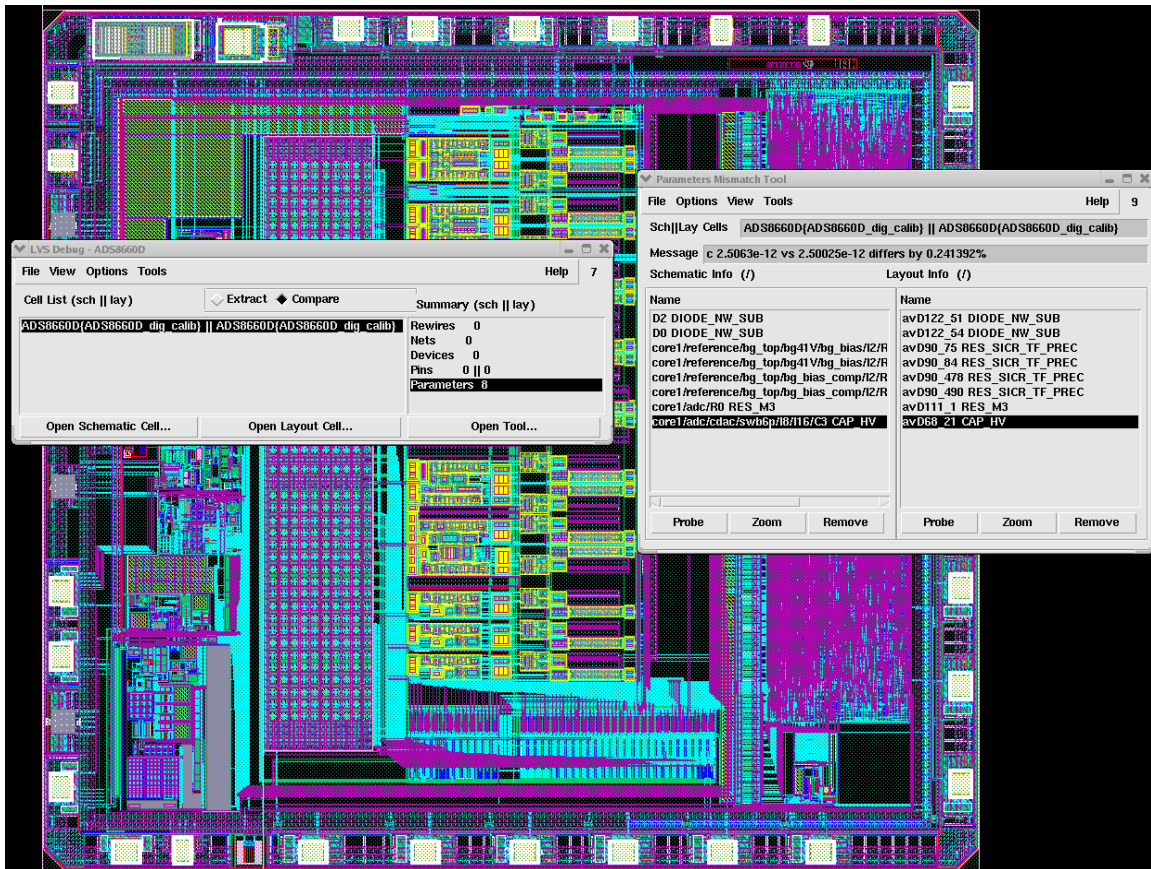 LVS Debug - ADS8660D
File View Options Tools Help 7
Cell List (sch || lay)
Extract Compare
Summary (sch || lay)
ADS8660D{ADS8660D_dig_calib} || ADS8660D{ADS8660D_dig_calib}
Rewires 0
Nets 0
Devices 0
Pins 0 || 0
Parameters 8
Open Schematic Cell... Open Layout Cell... Open Tool...
Parameters Mismatch Tool
File Options View Tools Help 9
Sch||Lay Cells ADS8660D{ADS8660D_dig_calib} || ADS8660D{ADS8660D_dig_calib}
Message c 2.5063e-12 vs 2.50025e-12 differs by 0.241392%
Schematic Info (/) Layout Info (/)
Name
D2 DIODE_NW_SUB
D0 DIODE_NW_SUB
core1/reference/bg_top/bg41V/bg_bias/I2/R
core1/reference/bg_top/bg41V/bg_bias/I2/R
core1/reference/bg_top/bg_bias_comp/I2/R
core1/reference/bg_top/bg_bias_comp/I2/R
core1/adc/R0 RES_M3
core1/adc/cdac/swb6p/I8/I16/C3 CAP_HV
Probe Zoom Remove
Name
avD122_51 DIODE_NW_SUB
avD122_54 DIODE_NW_SUB
avD90_75 RES_SICR_TF_PREC
avD90_84 RES_SICR_TF_PREC
avD90_478 RES_SICR_TF_PREC
avD90_490 RES_SICR_TF_PREC
avD111_1 RES_M3
avD68_21 CAP_HV
Probe Zoom Remove